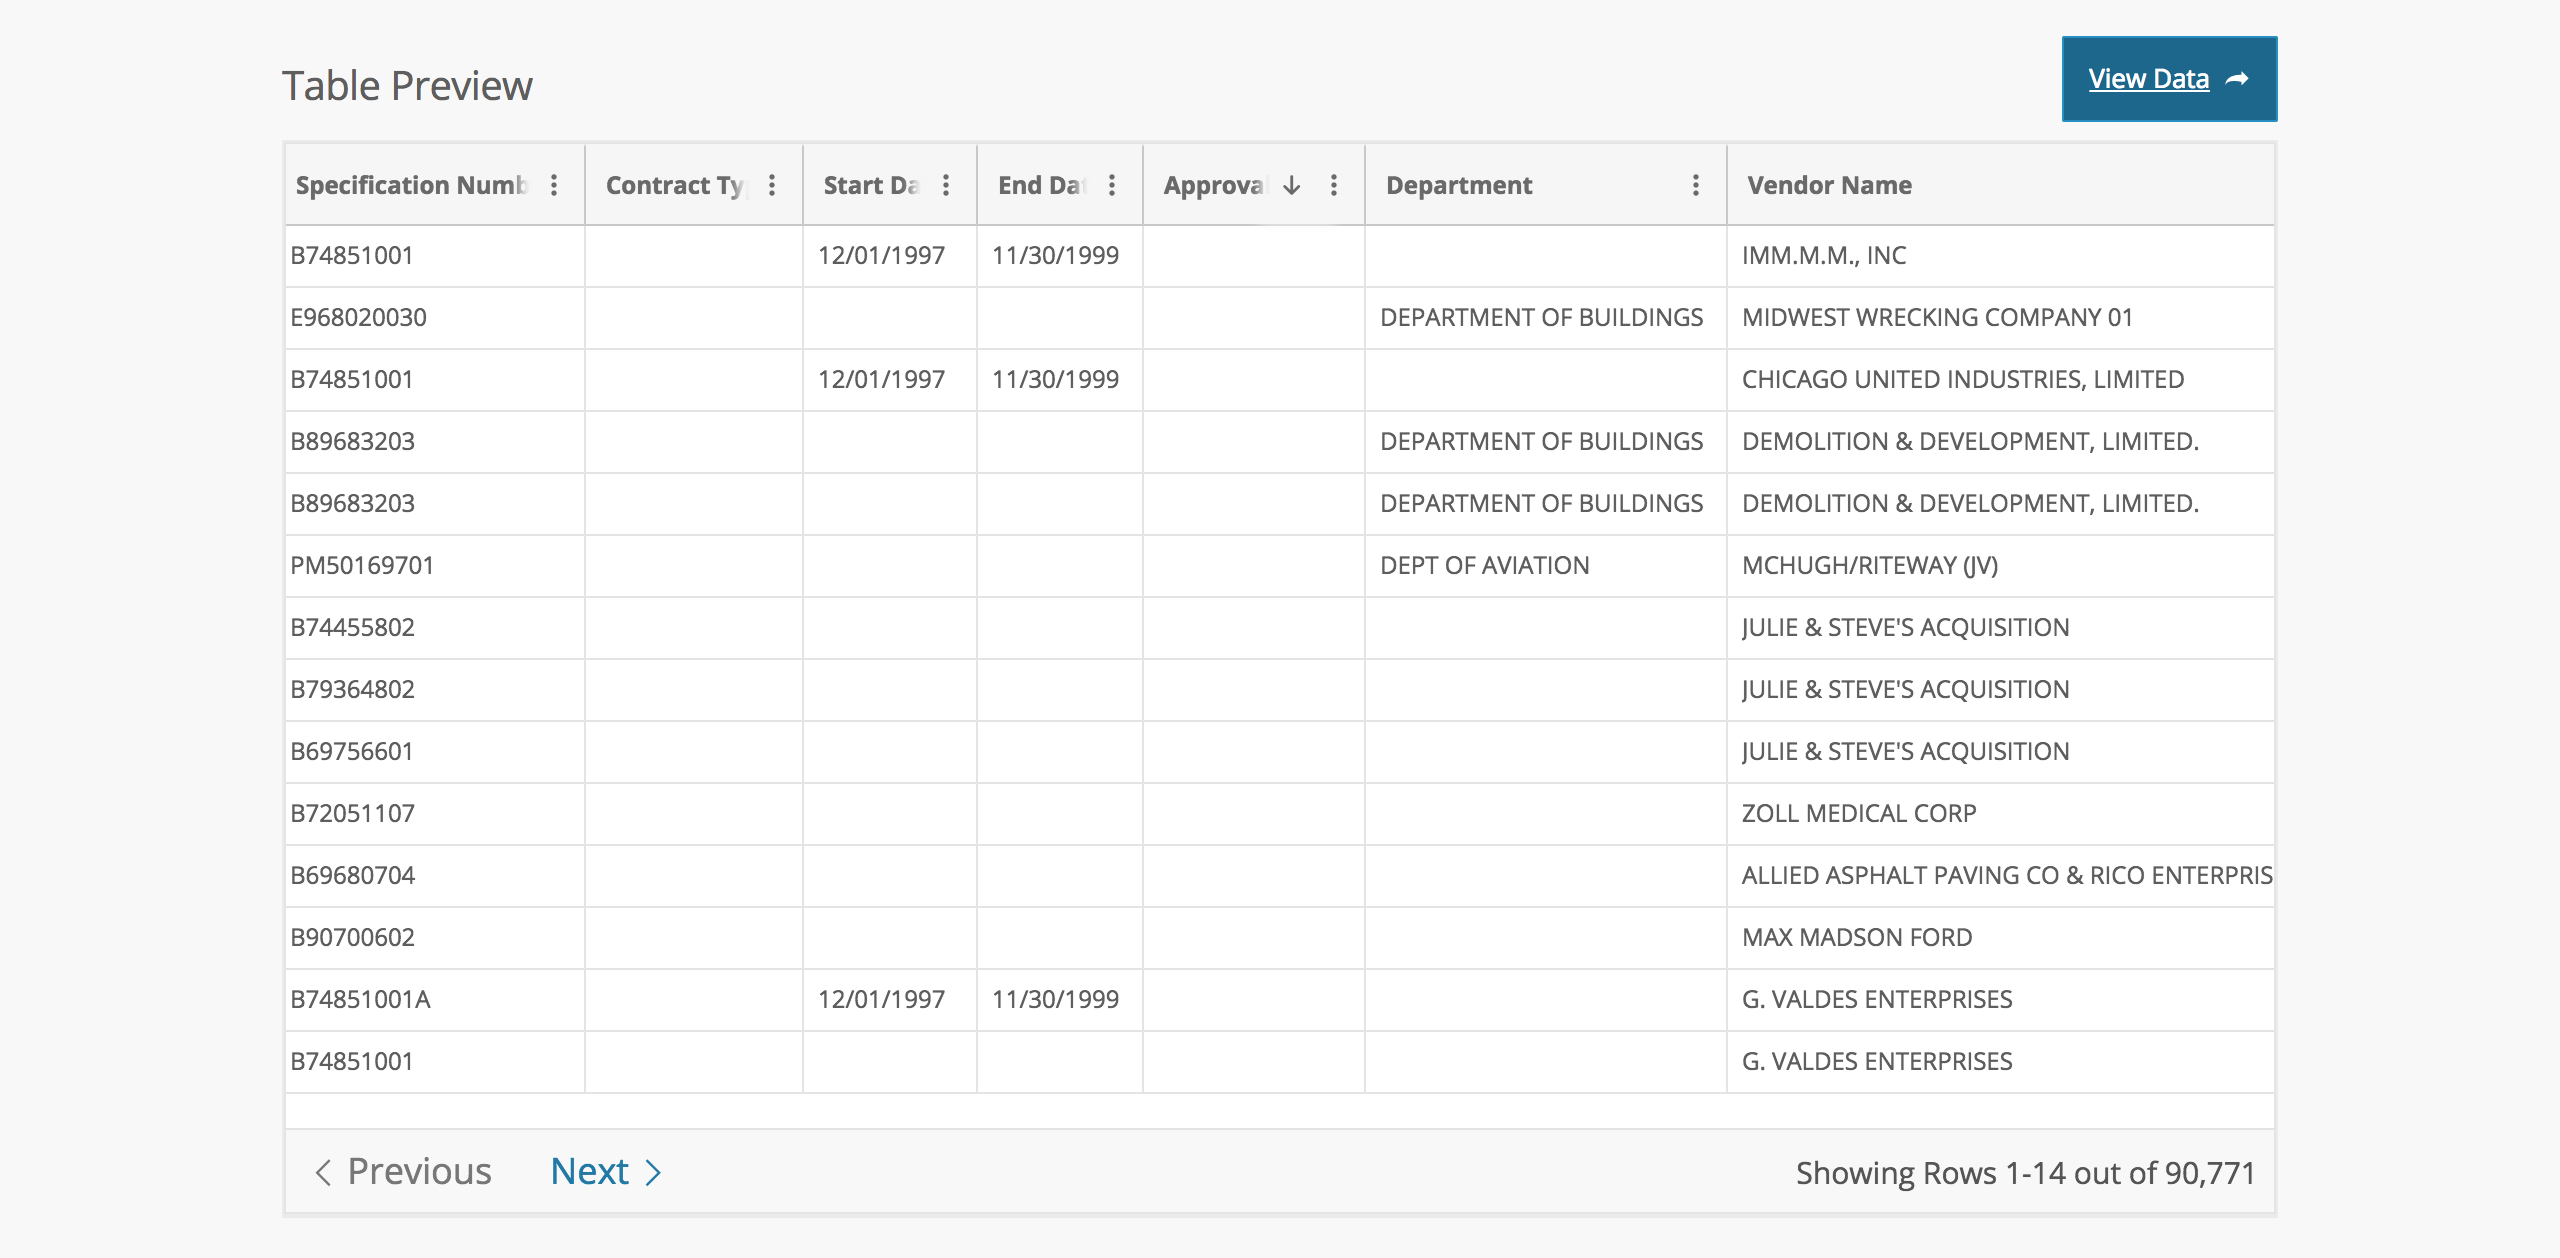 Table Preview
View Data
Specification Numb Contract Ty Start Da End Dat Approval Department Vendor Name
B74851001 12/01/1997 11/30/1999 IMM.M.M., INC
E968020030 DEPARTMENT OF BUILDINGS MIDWEST WRECKING COMPANY 01
B74851001 12/01/1997 11/30/1999 CHICAGO UNITED INDUSTRIES, LIMITED
B89683203 DEPARTMENT OF BUILDINGS DEMOLITION & DEVELOPMENT, LIMITED.
B89683203 DEPARTMENT OF BUILDINGS DEMOLITION & DEVELOPMENT, LIMITED.
PM50169701 DEPT OF AVIATION MCHUGH/RITEWAY (JV)
B74455802 JULIE & STEVE'S ACQUISITION
B79364802 JULIE & STEVE'S ACQUISITION
B69756601 JULIE & STEVE'S ACQUISITION
B72051107 ZOLL MEDICAL CORP
B69680704 ALLIED ASPHALT PAVING CO & RICO ENTERPRIS
B90700602 MAX MADSON FORD
B74851001A 12/01/1997 11/30/1999 G. VALDES ENTERPRISES
B74851001 G. VALDES ENTERPRISES
Previous Next Showing Rows 1-14 out of 90,771